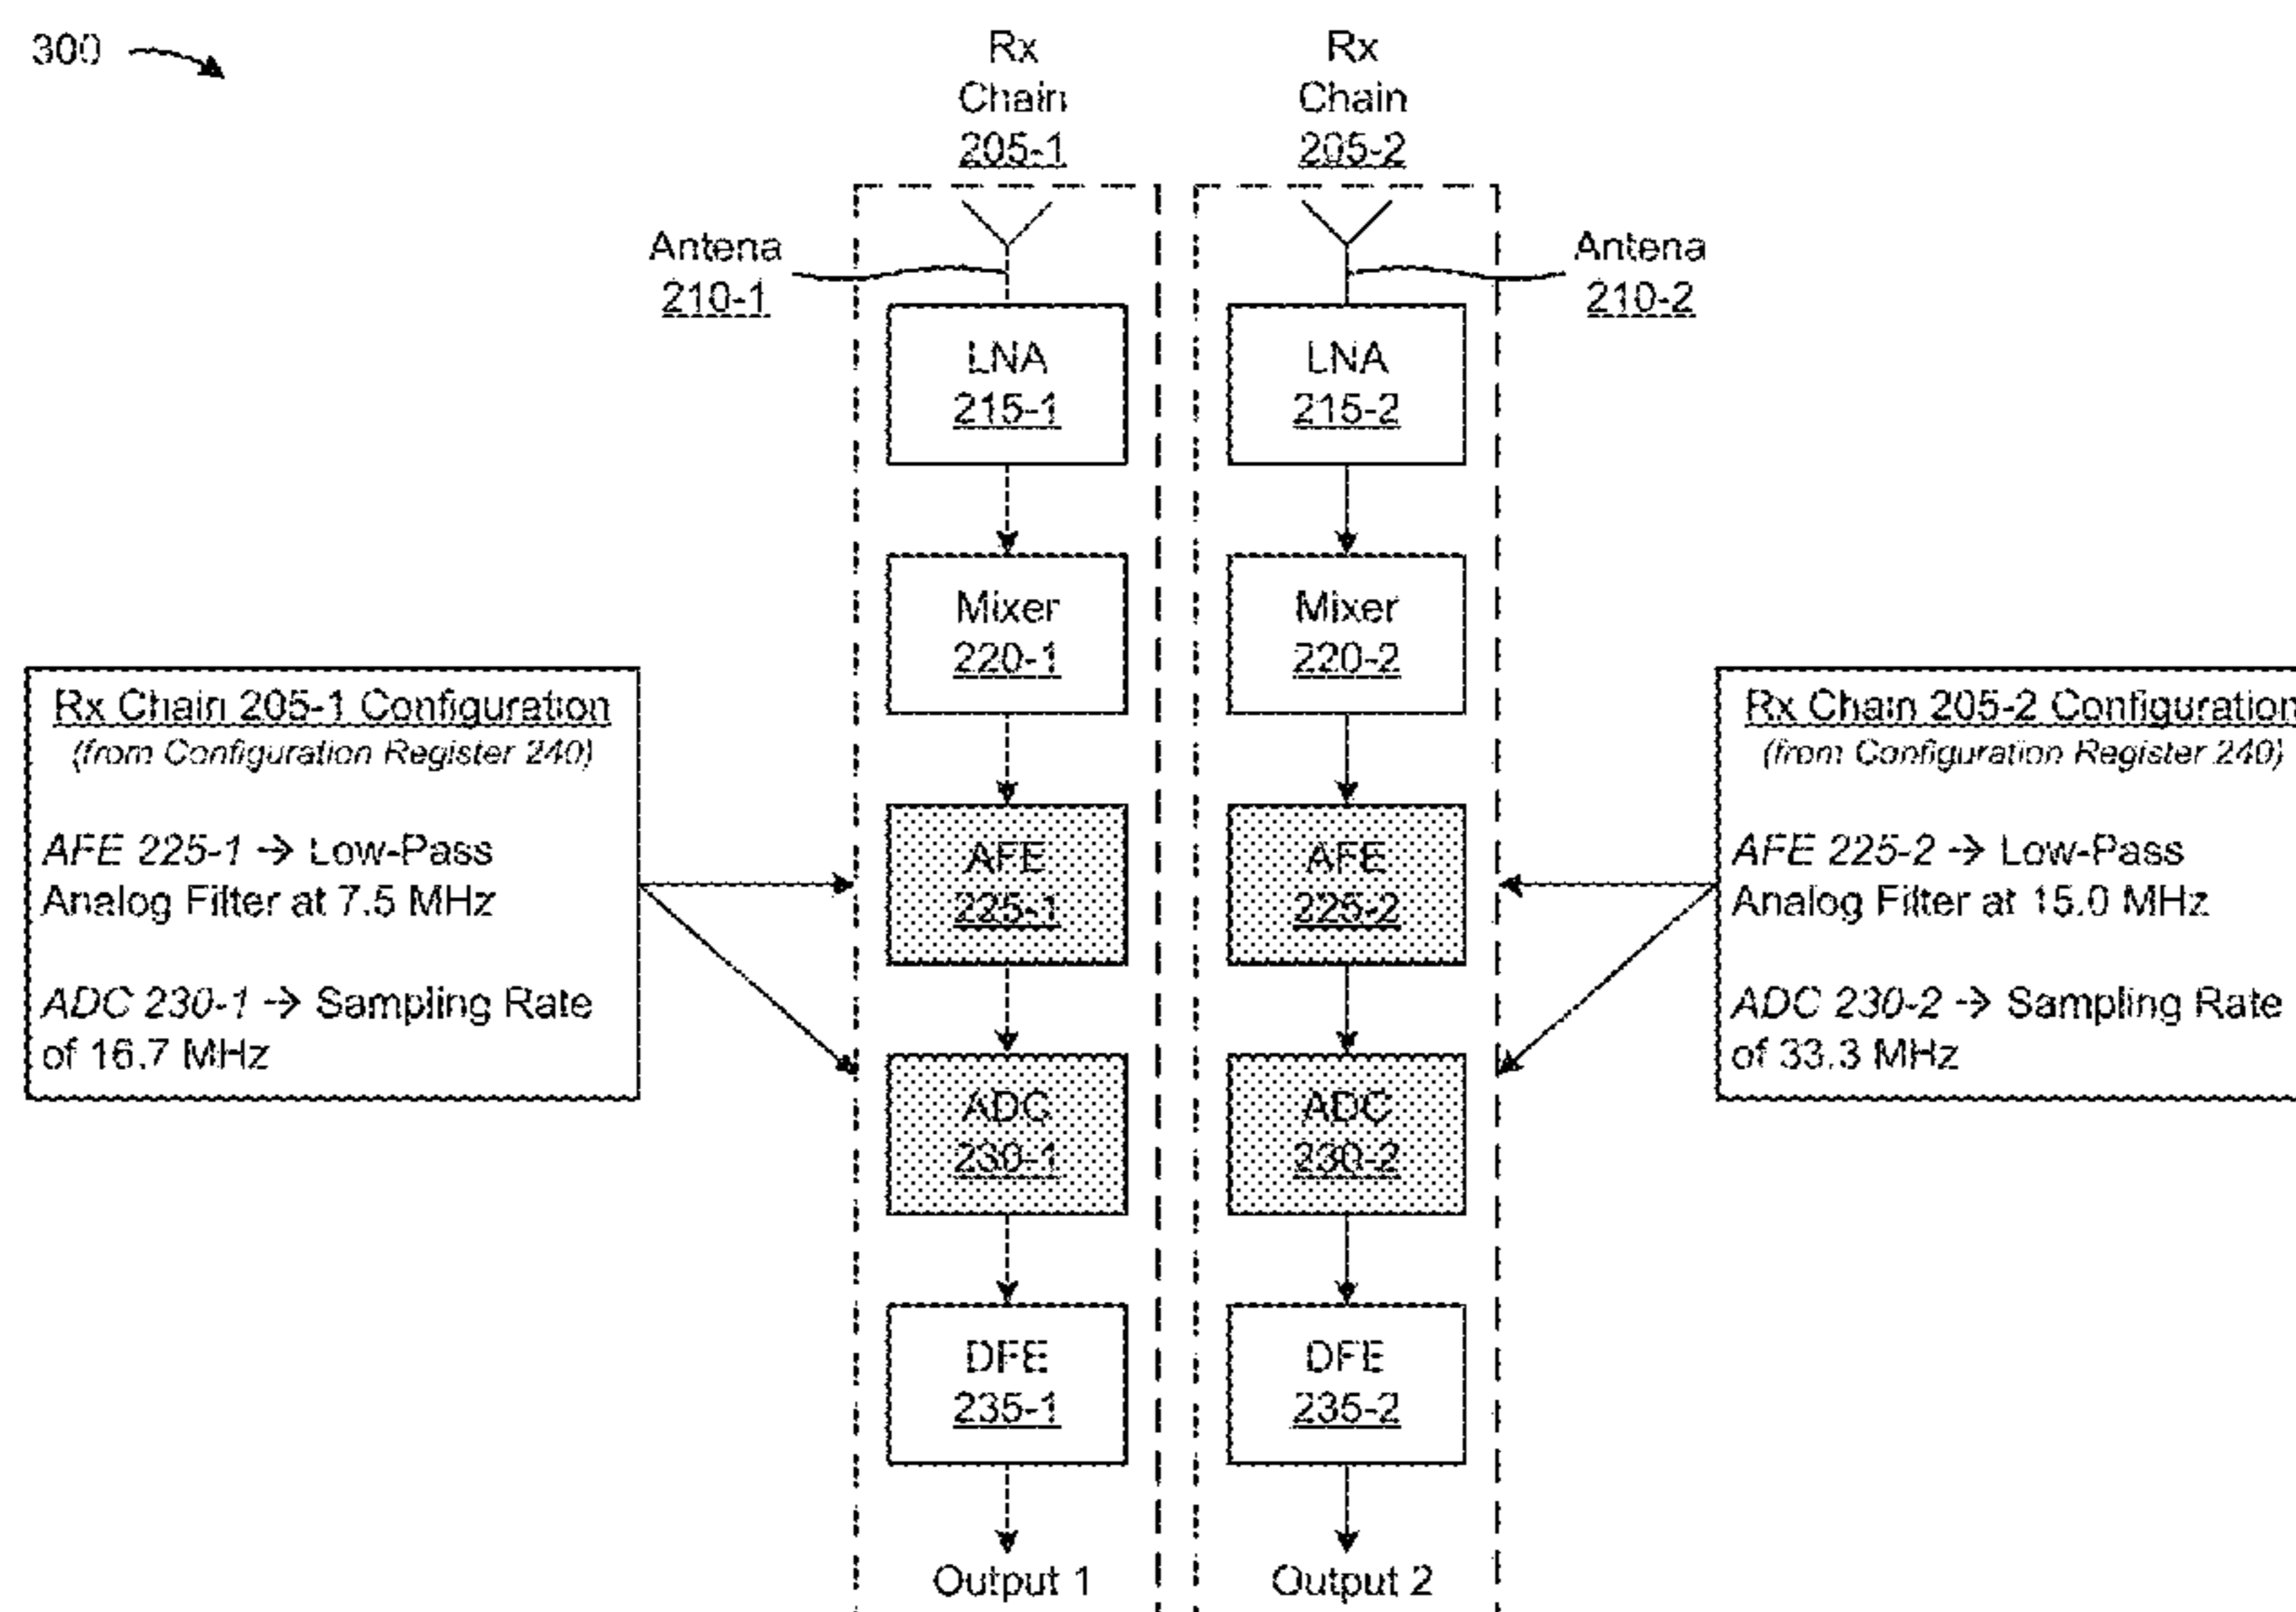 300
Rx
Chain
205-1
Rx
Chain
205-2
Antena
210-1
Antena
210-2
LNA
215-1
LNA
215-2
Mixer
220-1
Mixer
220-2
Rx Chain 205-1 Configuration
(from Configuration Register 240)
AFE 225-1 → Low-Pass
Analog Filter at 7.5 MHz
ADC 230-1 → Sampling Rate
of 16.7 MHz
AFE
225-1
AFE
225-2
Rx Chain 205-2 Configuration
(from Configuration Register 240)
AFE 225-2 → Low-Pass
Analog Filter at 15.0 MHz
ADC 230-2 → Sampling Rate
of 33.3 MHz
ADC
230-1
ADC
230-2
DFE
235-1
DFE
235-2
Output 1
Output 2